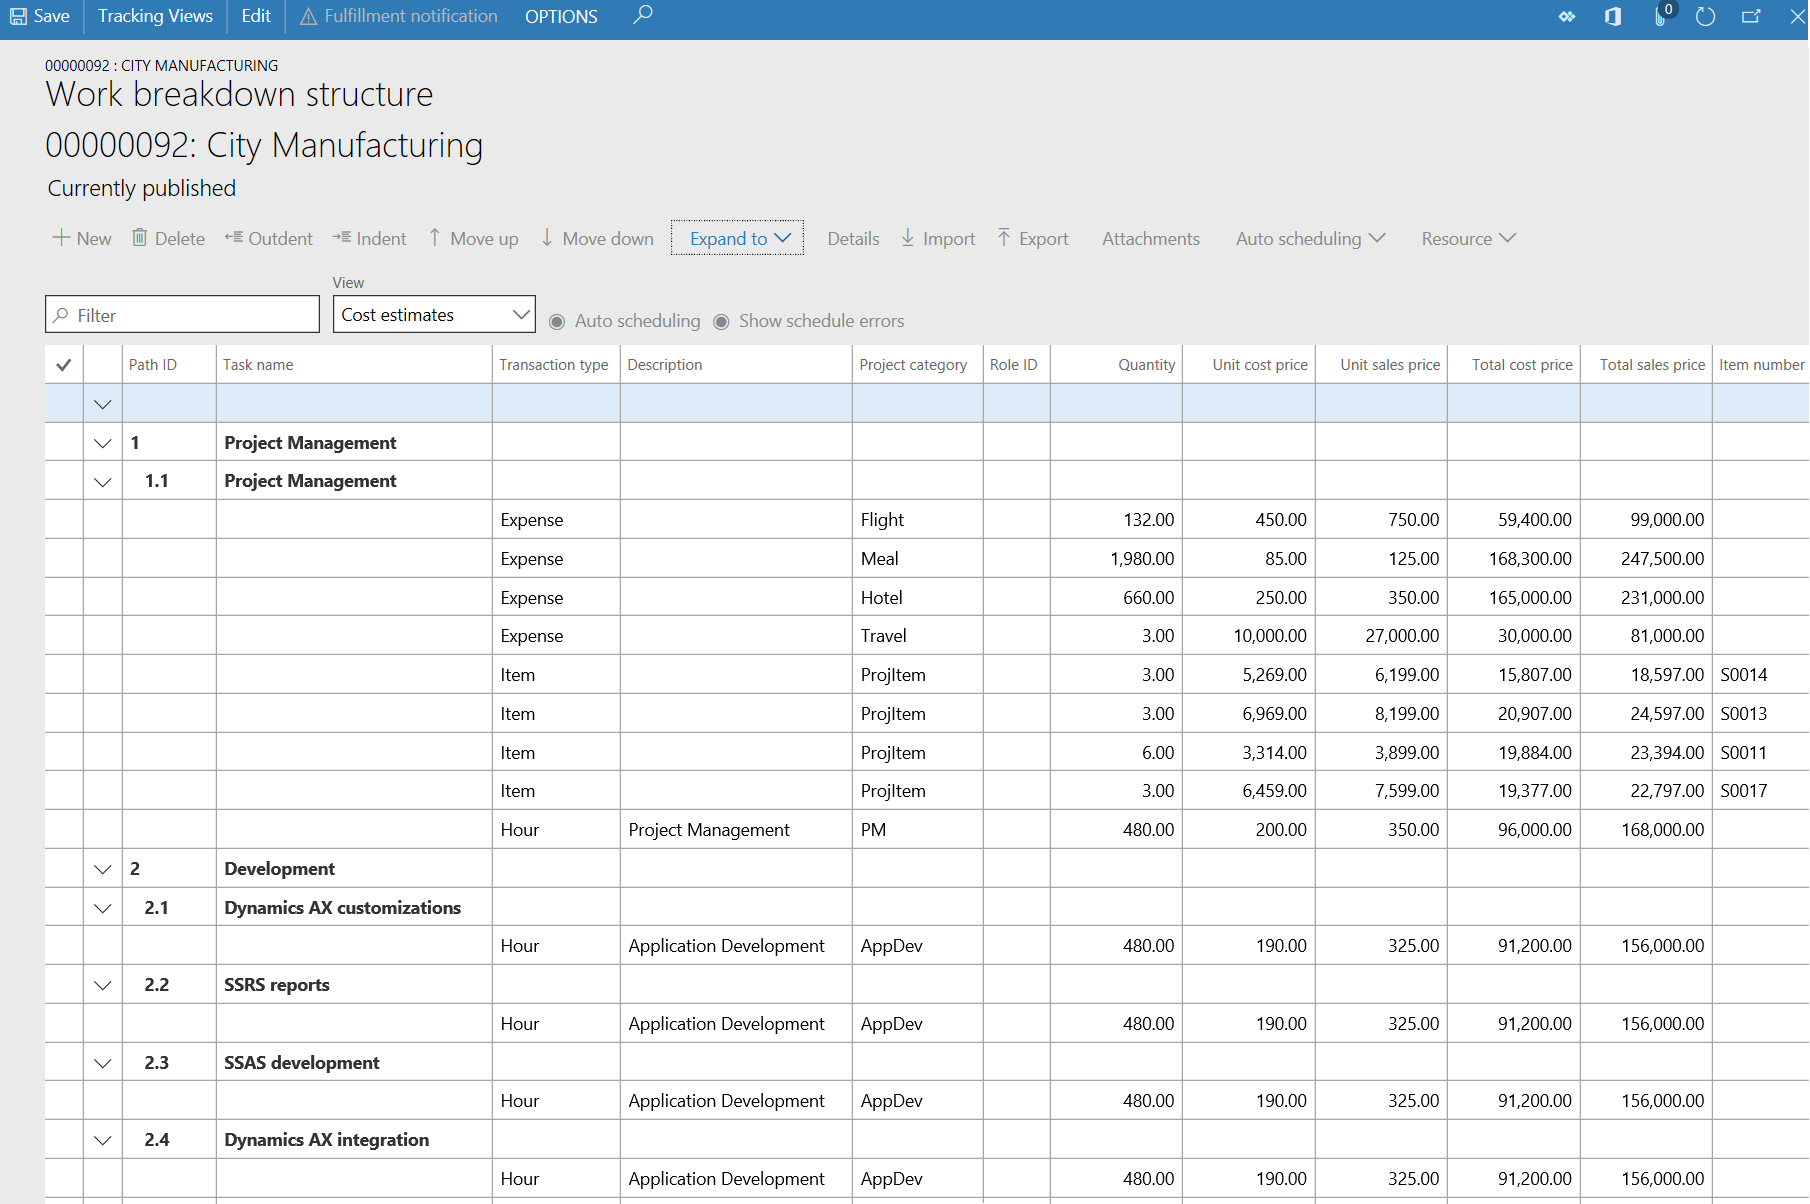 Save Tracking Views Edit Fulfillment notification OPTIONS 0
00000092 : CITY MANUFACTURING
Work breakdown structure
00000092: City Manufacturing
Currently published
New Delete Outdent Indent Move up Move down Expand to Details Import Export Attachments Auto scheduling Resource
View
Filter Cost estimates Auto scheduling Show schedule errors
Path ID Task name Transaction type Description Project category Role ID Quantity Unit cost price Unit sales price Total cost price Total sales price Item number
1 Project Management
1.1 Project Management
Expense Flight 132.00 450.00 750.00 59,400.00 99,000.00
Expense Meal 1,980.00 85.00 125.00 168,300.00 247,500.00
Expense Hotel 660.00 250.00 350.00 165,000.00 231,000.00
Expense Travel 3.00 10,000.00 27,000.00 30,000.00 81,000.00
Item ProjItem 3.00 5,269.00 6,199.00 15,807.00 18,597.00 S0014
Item ProjItem 3.00 6,969.00 8,199.00 20,907.00 24,597.00 S0013
Item ProjItem 6.00 3,314.00 3,899.00 19,884.00 23,394.00 S0011
Item ProjItem 3.00 6,459.00 7,599.00 19,377.00 22,797.00 S0017
Hour Project Management PM 480.00 200.00 350.00 96,000.00 168,000.00
2 Development
2.1 Dynamics AX customizations
Hour Application Development AppDev 480.00 190.00 325.00 91,200.00 156,000.00
2.2 SSRS reports
Hour Application Development AppDev 480.00 190.00 325.00 91,200.00 156,000.00
2.3 SSAS development
Hour Application Development AppDev 480.00 190.00 325.00 91,200.00 156,000.00
2.4 Dynamics AX integration
Hour Application Development AppDev 480.00 190.00 325.00 91,200.00 156,000.00